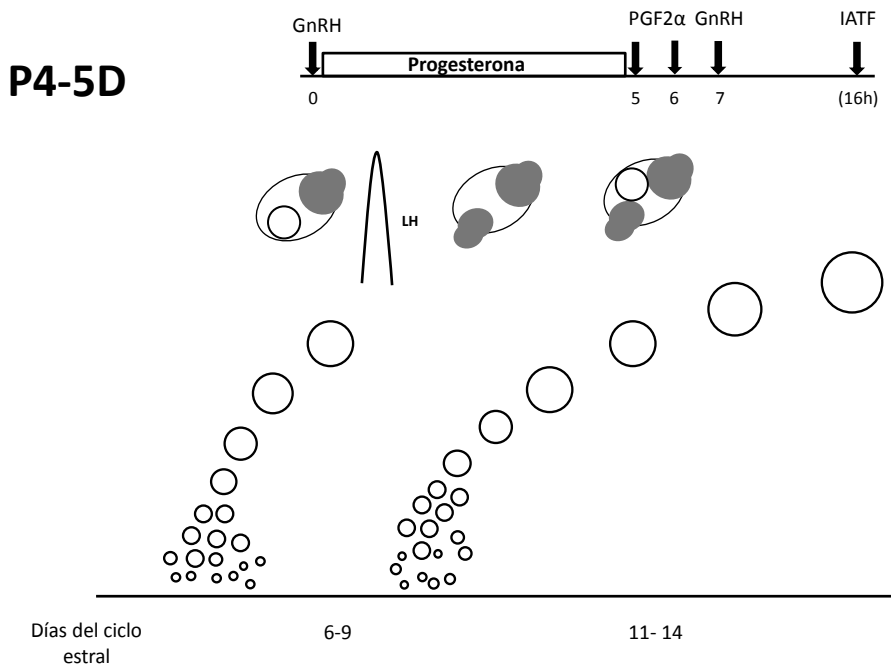 GnRH
PGF2α GnRH
IATF
P4-5D
Progesterona
0
5
6
7
(16h)
LH
Días del ciclo
estral
6-9
11- 14